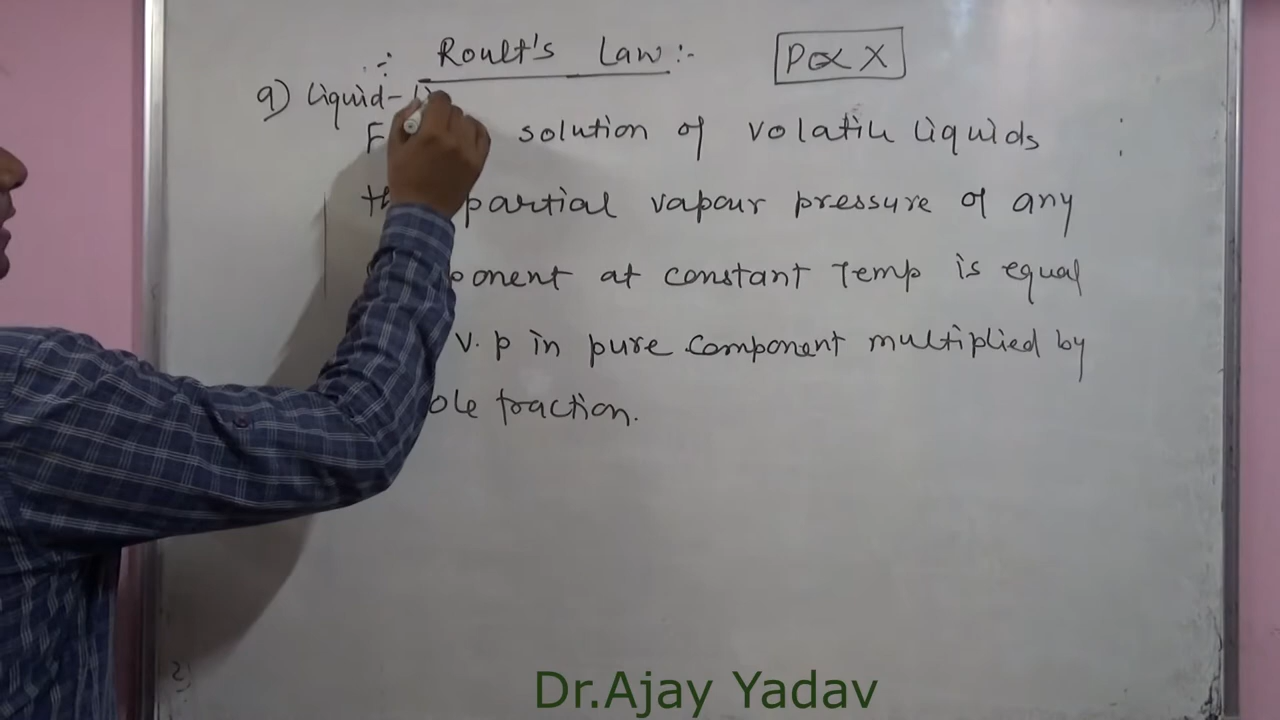 :- Roult's Law :- P∝X
a) Liquid-
solution of volatile liquids
partial vapour pressure of any
ponent at constant Temp is equal
v.p in pure component multiplied by
ole fraction.
2)
Dr.Ajay Yadav